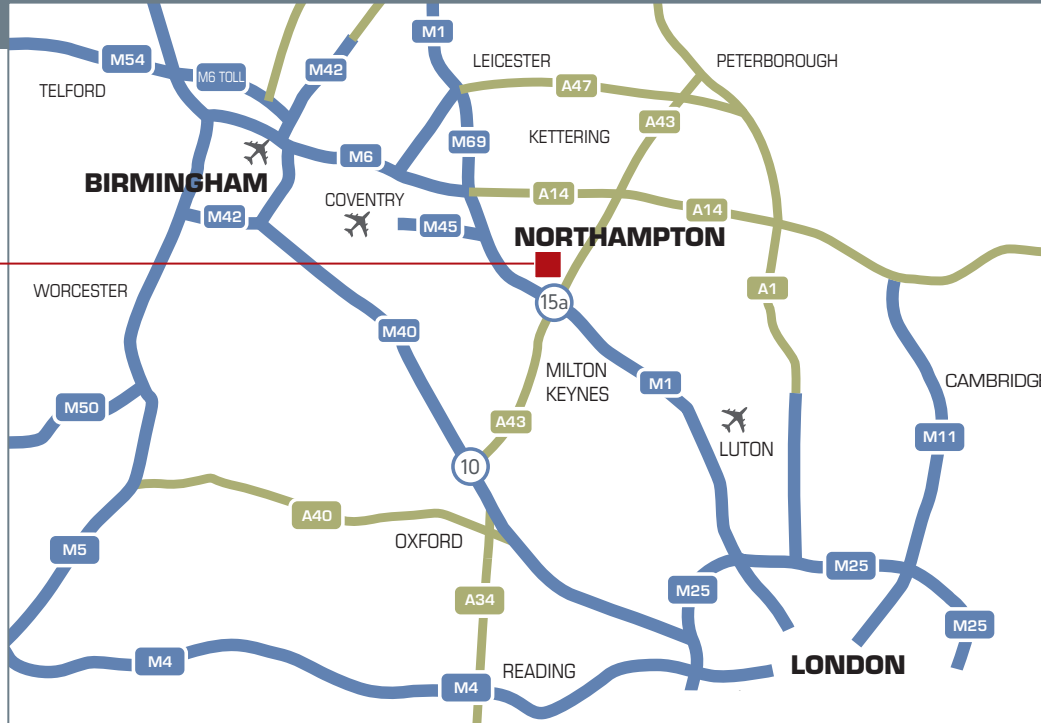 M1
LEICESTER
PETERBOROUGH
M54
M42
M6 TOLL
TELFORD
A47
A43
KETTERING
M69
M6
BIRMINGHAM
COVENTRY
A14
A14
M42
M45
NORTHAMPTON
WORCESTER
A1
15a
M40
MILTON
KEYNES
M1
CAMBRIDGE
M50
A43
M11
LUTON
10
A40
OXFORD
M5
M25
M25
A34
M25
M4
READING
LONDON
M4